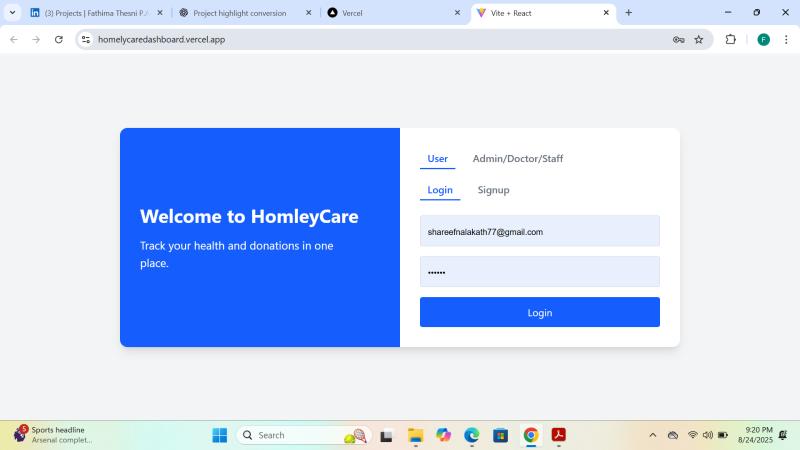 (3) Projects | Fathima Thesni P.
Project highlight conversion
Vercel
Vite + React
homelycaredashboard.vercel.app
F
User
Admin/Doctor/Staff
Login
Signup
Welcome to HomleyCare
Track your health and donations in one
place.
shareefnalakath77@gmail.com
••••••
Login
5
Sports headline
Arsenal complet...
Search
9:20 PM
8/24/2025